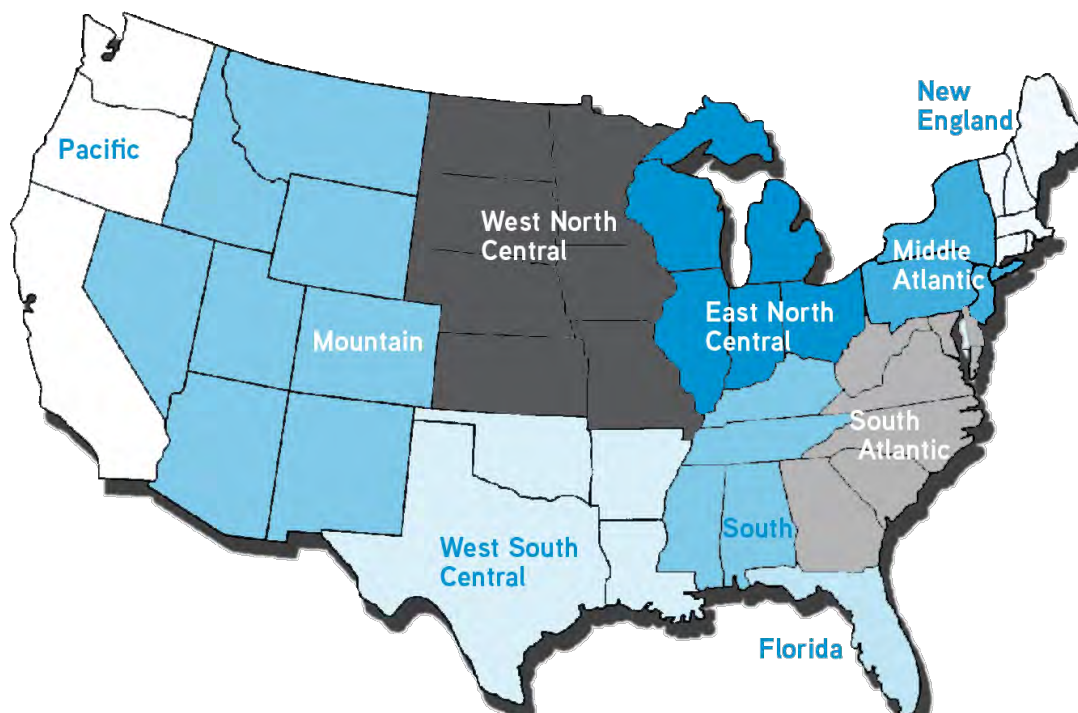 New
England
Pacific
West North
Central
Middle
Atlantic
East North
Central
Mountain
South
Atlantic
South
West South
Central
Florida